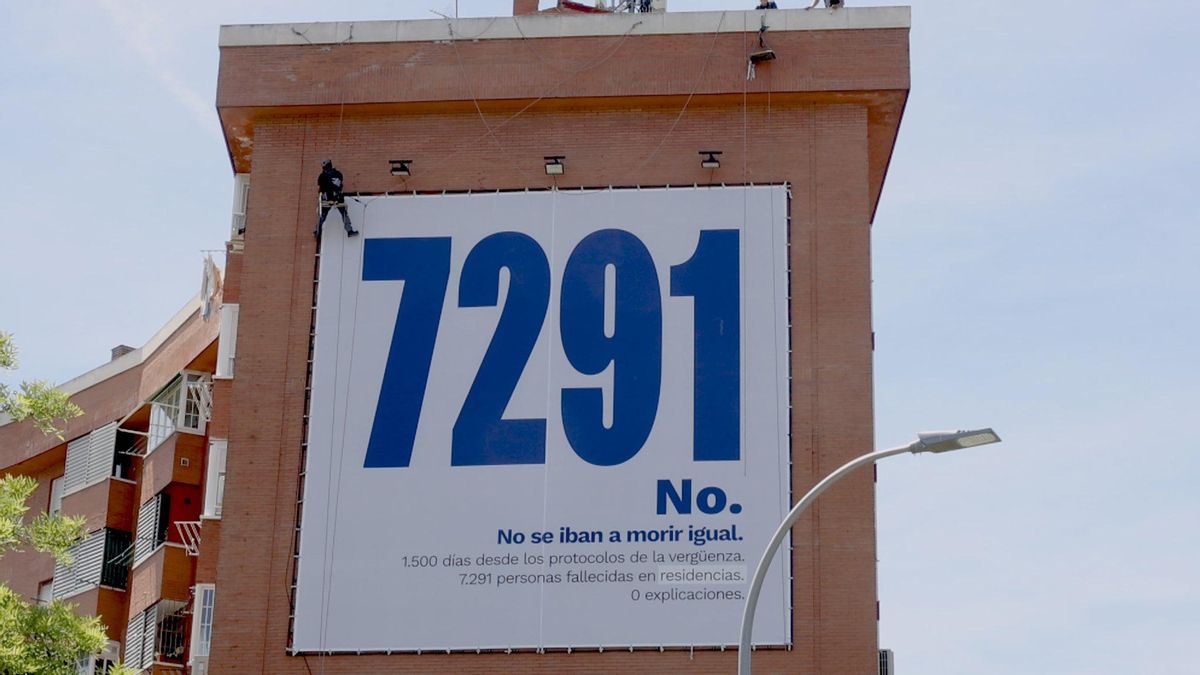 7291
No.
No se iban a morir igual.
1.500 días desde los protocolos de la vergüenza.
7.291 personas fallecidas en residencias.
0 explicaciones.